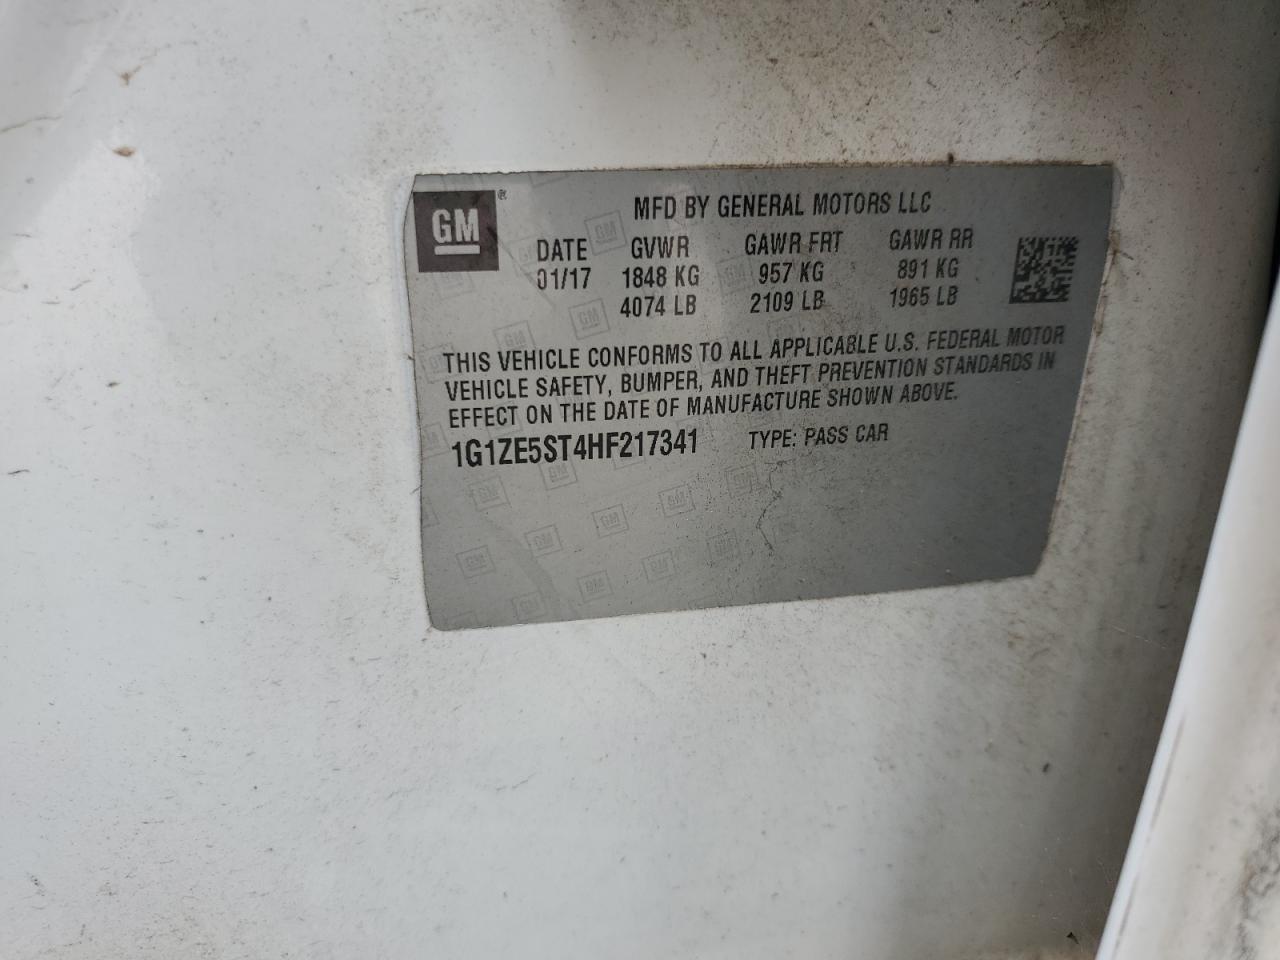 GM ®
MFD BY GENERAL MOTORS LLC
DATE GVWR GAWR FRT GAWR RR
01/17 1848 KG 957 KG 891 KG
4074 LB 2109 LB 1965 LB
THIS VEHICLE CONFORMS TO ALL APPLICABLE U.S. FEDERAL MOTOR
VEHICLE SAFETY, BUMPER, AND THEFT PREVENTION STANDARDS IN
EFFECT ON THE DATE OF MANUFACTURE SHOWN ABOVE.
1G1ZE5ST4HF217341 TYPE: PASS CAR